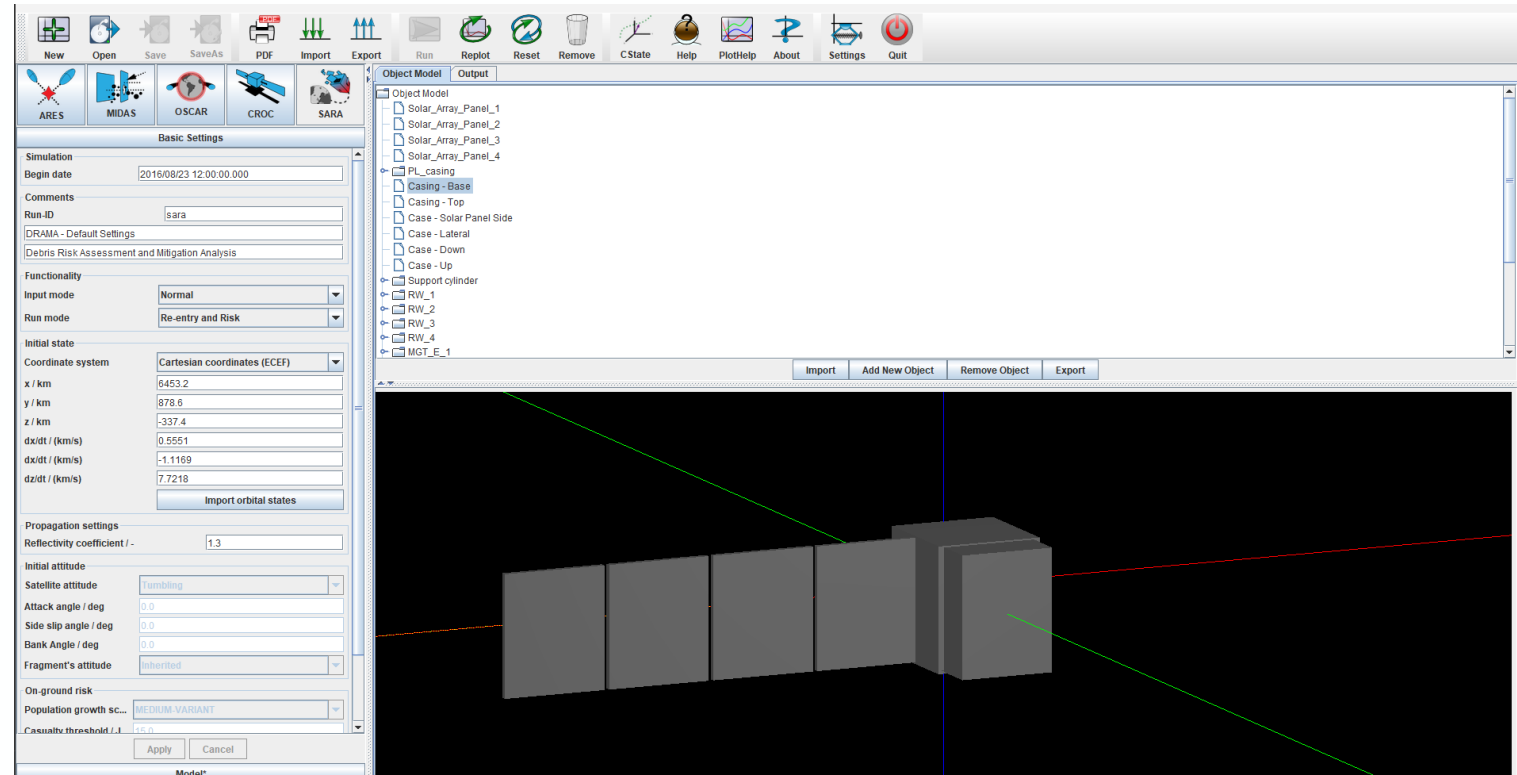 New Open Save SaveAs PDF Import Export Run Replot Reset Remove CState Help PlotHelp About Settings Quit
ARES MIDAS OSCAR CROC SARA
Basic Settings
Simulation
Begin date 2016/08/23 12:00:00.000
Comments
Run-ID sara
DRAMA - Default Settings
Debris Risk Assessment and Mitigation Analysis
Functionality
Input mode Normal
Run mode Re-entry and Risk
Initial state
Coordinate system Cartesian coordinates (ECEF)
x / km 6453.2
y / km 878.6
z / km -337.4
dx/dt / (km/s) 0.5551
dx/dt / (km/s) -1.1169
dz/dt / (km/s) 7.7218
Import orbital states
Propagation settings
Reflectivity coefficient / - 1.3
Initial attitude
Satellite attitude Tumbling
Attack angle / deg 0.0
Side slip angle / deg 0.0
Bank Angle / deg 0.0
Fragment's attitude Inherited
On-ground risk
Population growth sc... MEDIUM-VARIANT
Casualty threshold / J 15.0
Apply Cancel
Model*
Object Model Output
Object Model
Solar_Array_Panel_1
Solar_Array_Panel_2
Solar_Array_Panel_3
Solar_Array_Panel_4
PL_casing
Casing - Base
Casing - Top
Case - Solar Panel Side
Case - Lateral
Case - Down
Case - Up
Support cylinder
RW_1
RW_2
RW_3
RW_4
MGT_E_1
Import Add New Object Remove Object Export